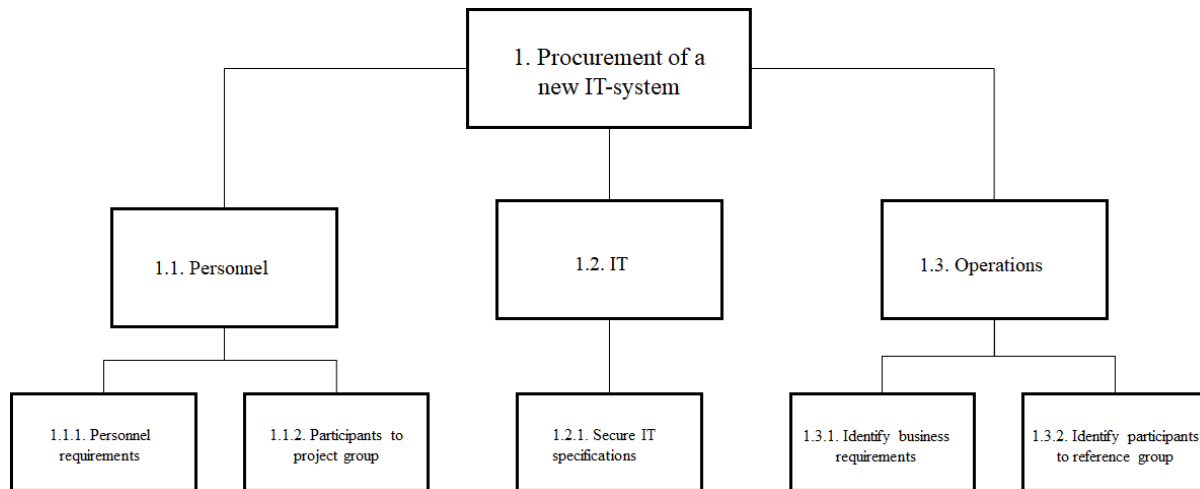 1. Procurement of a
new IT-system
1.1. Personnel
1.2. IT
1.3. Operations
1.1.1. Personnel
requirements
1.1.2. Participants to
project group
1.2.1. Secure IT
specifications
1.3.1. Identify business
requirements
1.3.2. Identify participants
to reference group